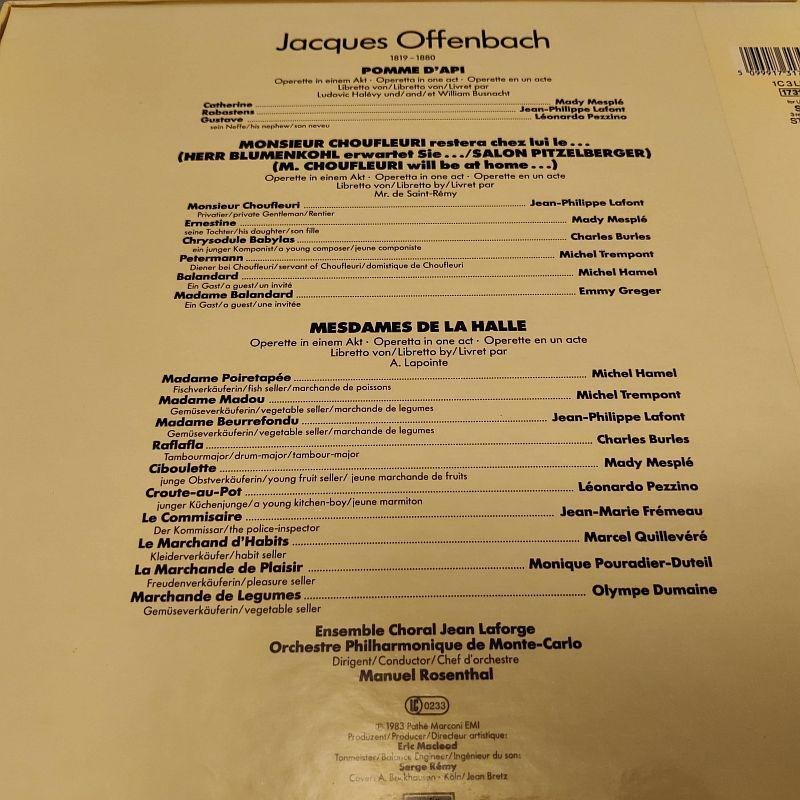 Jacques Offenbach
1819 - 1880
POMME D'API
Operette in einem Akt · Operetta in one act · Operette en un acte
Libretto von/Libretto by/Livret par
Ludovic Halévy und/and/et William Busnacht
Catherine Mady Mesplé
Rabastens Jean-Philippe Lafont
Gustave Léonardo Pezzino
sein Neffe/his nephew/son neveu
MONSIEUR CHOUFLEURI restera chez lui le...
(HERR BLUMENKOHL erwartet Sie.../SALON PITZELBERGER)
(M. CHOUFLEURI will be at home...)
Operette in einem Akt · Operetta in one act · Operette en un acte
Libretto von/Libretto by/Livret par
Mr. de Saint-Rémy
Monsieur Choufleuri Jean-Philippe Lafont
Privatier/private Gentleman/Rentier
Ernestine Mady Mesplé
seine Tochter/his daughter/son fille
Chrysodule Babylas Charles Burles
ein junger Komponist/a young composer/jeune componiste
Petermann Michel Trempont
Diener bei Choufleuri/servant of Choufleuri/domistique de Choufleuri
Balandard Michel Hamel
Ein Gast/a guest/un invité
Madame Balandard Emmy Greger
Ein Gast/a guest/une invitée
MESDAMES DE LA HALLE
Operette in einem Akt · Operetta in one act · Operette en un acte
Libretto von/Libretto by/Livret par
A. Lapointe
Madame Poiretapée Michel Hamel
Fischverkäuferin/fish seller/marchande de poissons
Madame Madou Michel Trempont
Gemüseverkäuferin/vegetable seller/marchande de legumes
Madame Beurrefondu Jean-Philippe Lafont
Gemüseverkäuferin/vegetable seller/marchande de legumes
Raflafla Charles Burles
Tambourmajor/drum-major/tambour-major
Ciboulette Mady Mesplé
junge Obstverkäuferin/young fruit seller/ jeune marchande de fruits
Croute-au-Pot Léonardo Pezzino
junger Küchenjunge/a young kitchen-boy/jeune marmiton
Le Commisaire Jean-Marie Frémeau
Der Kommissar/the police-inspector
Le Marchand d'Habits Marcel Quillevéré
Kleiderverkäufer/habit seller
La Marchande de Plaisir Monique Pouradier-Duteil
Freudenverkäuferin/pleasure seller
Marchande de Legumes Olympe Dumaine
Gemüseverkäuferin/vegetable seller
Ensemble Choral Jean Laforge
Orchestre Philharmonique de Monte-Carlo
Dirigent/Conductor/Chef d'orchestre
Manuel Rosenthal
LC 0233
℗ 1983 Pathé Marconi EMI
Produzent/Producer/Directeur artistique:
Eric Macleod
Tonmeister/Balance Engineer/Ingénieur du son:
Serge Rémy
Cover: A. Backhausen - Köln/Jean Bretz